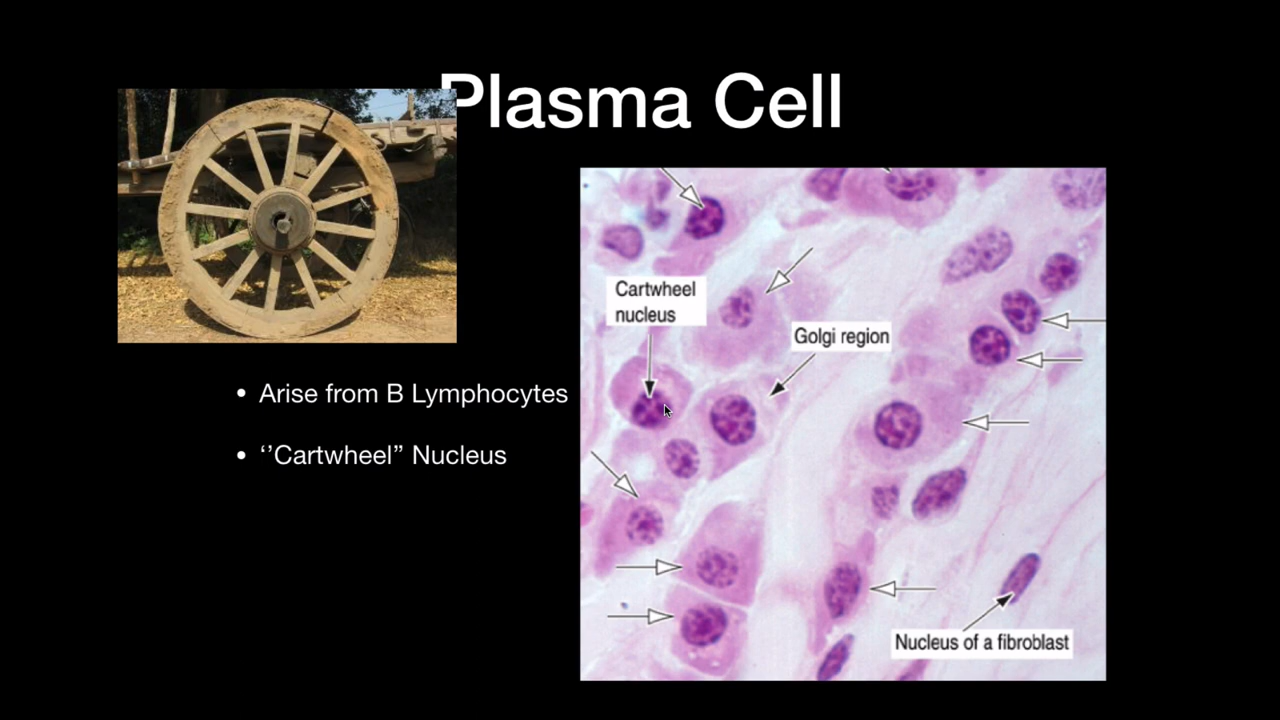 Plasma Cell
• Arise from B Lymphocytes
• ‘’Cartwheel” Nucleus
Cartwheel
nucleus
Golgi region
Nucleus of a fibroblast